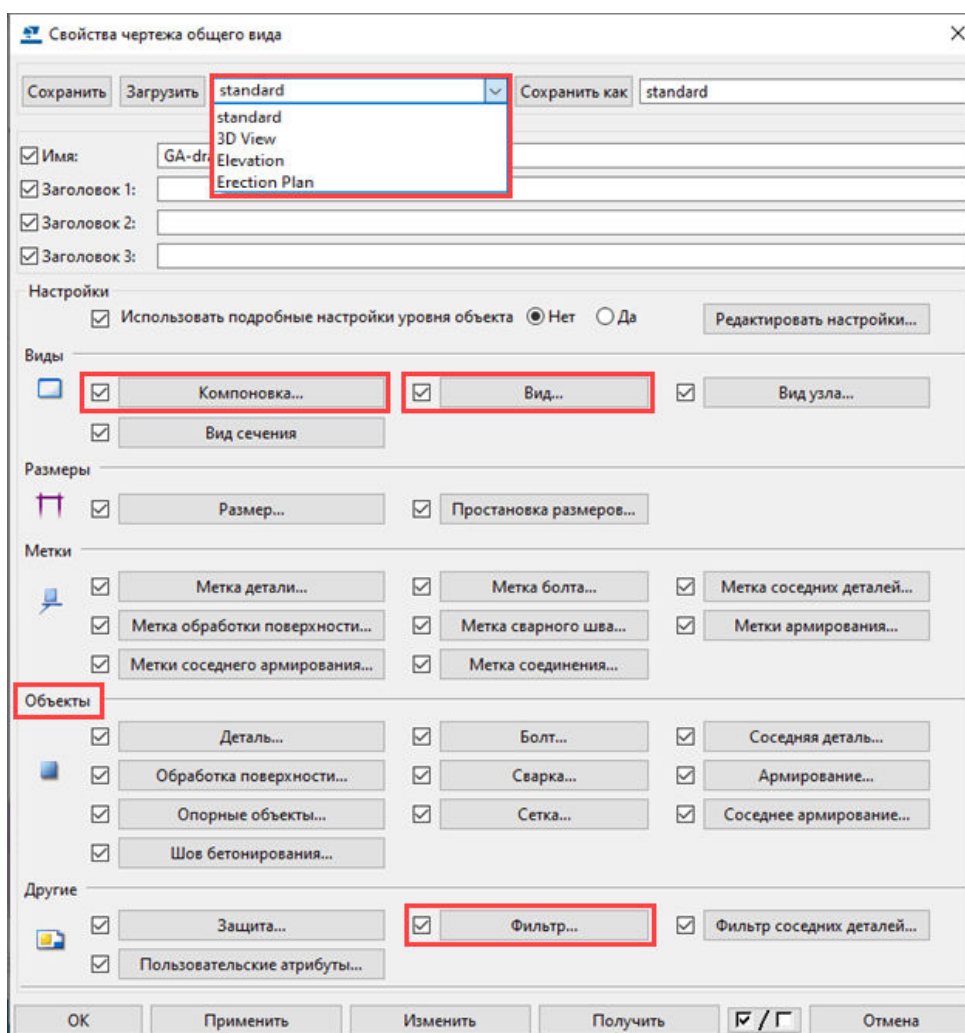 Свойства чертежа общего вида
Сохранить Загрузить standard Сохранить как standard
standard
3D View
Elevation
Erection Plan
Имя: GA-dra
Заголовок 1:
Заголовок 2:
Заголовок 3:
Настройки
Использовать подробные настройки уровня объекта Нет Да Редактировать настройки...
Виды
Компоновка... Вид... Вид узла...
Вид сечения
Размеры
Размер... Простановка размеров...
Метки
Метка детали... Метка болта... Метка соседних деталей...
Метка обработки поверхности... Метка сварного шва... Метки армирования...
Метки соседнего армирования... Метка соединения...
Объекты
Деталь... Болт... Соседняя деталь...
Обработка поверхности... Сварка... Армирование...
Опорные объекты... Сетка... Соседнее армирование...
Шов бетонирования...
Другие
Защита... Фильтр... Фильтр соседних деталей...
Пользовательские атрибуты...
ОК Применить Изменить Получить / Отмена